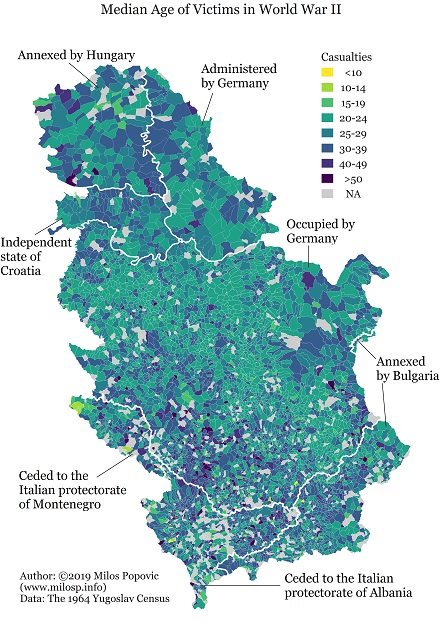 Median Age of Victims in World War II
Annexed by Hungary
Administered
by Germany
Casualties
<10
10-14
15-19
20-24
25-29
30-39
40-49
>50
NA
Independent
state of
Croatia
Occupied by
Germany
Annexed
by Bulgaria
Ceded to the
Italian protectorate
of Montenegro
Author: ©2019 Milos Popovic
(www.milosp.info)
Data: The 1964 Yugoslav Census
Ceded to the Italian
protectorate of Albania